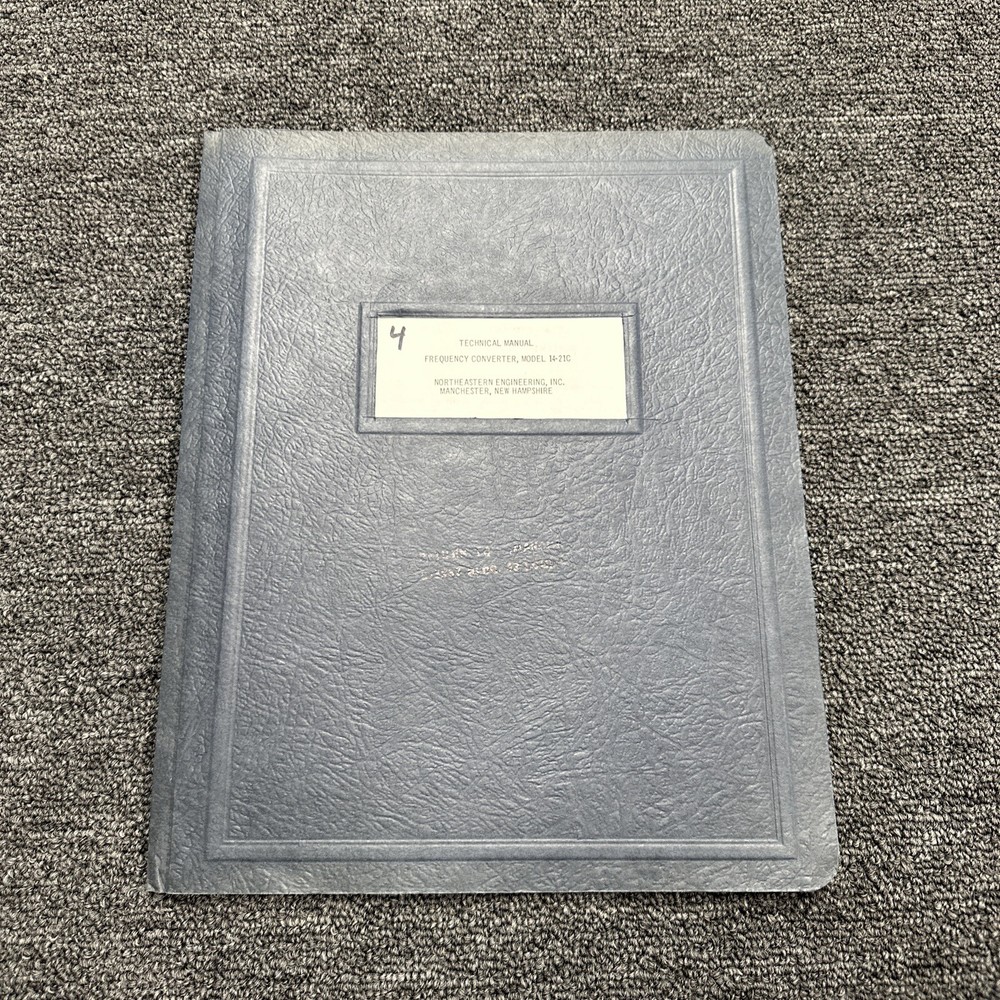 4
TECHNICAL MANUAL
FREQUENCY CONVERTER, MODEL 14-21C
NORTHEASTERN ENGINEERING, INC.
MANCHESTER, NEW HAMPSHIRE